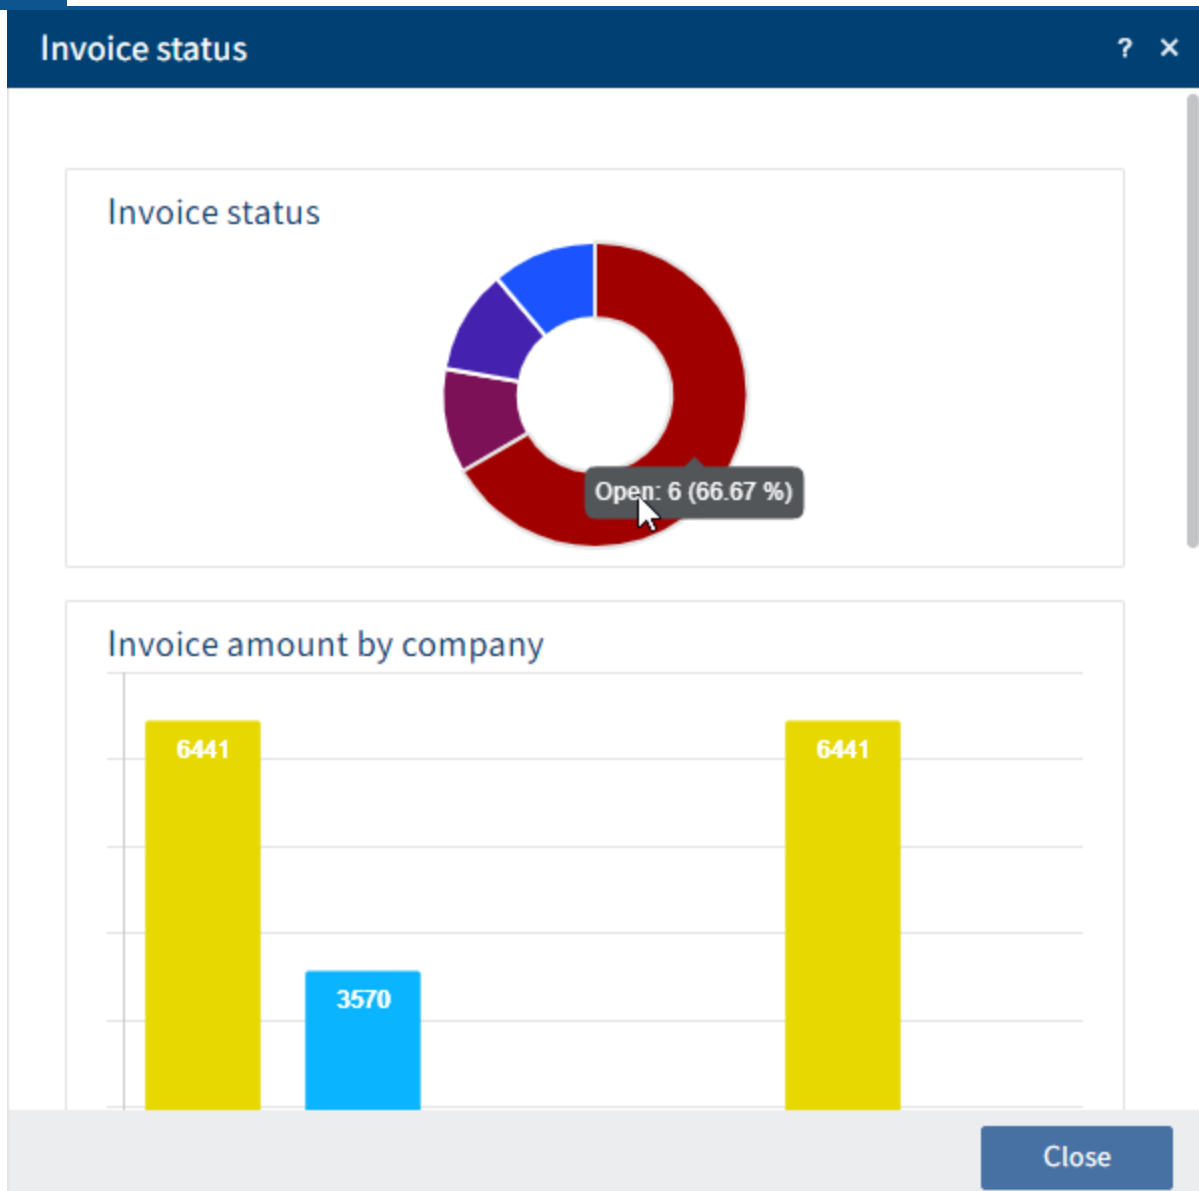 Invoice status
? ×
Invoice status
Open: 6 (66.67 %)
Invoice amount by company
6441
6441
3570
Close